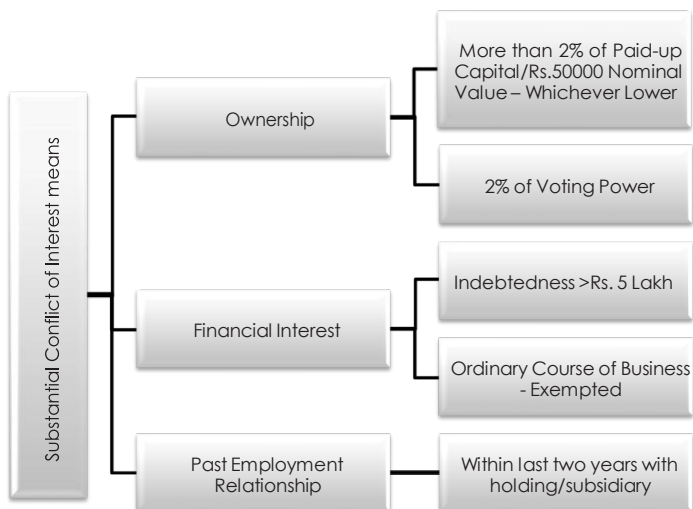 Substantial Conflict of Interest means
Ownership
More than 2% of Paid-up
Capital/Rs.50000 Nominal
Value – Whichever Lower
2% of Voting Power
Financial Interest
Indebtedness >Rs. 5 Lakh
Ordinary Course of Business
- Exempted
Past Employment
Relationship
Within last two years with
holding/subsidiary